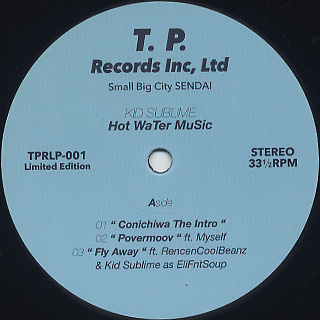 T. P.
Records Inc, Ltd
Small Big City SENDAI
KID SUBLIME
Hot WaTer MuSic
TPRLP-001
Limited Edition
STEREO
33½RPM
Aside
01 " Conichiwa The Intro "
02 " Povermoov " ft. Myself
03 " Fly Away " ft. RencenCoolBeanz
& Kid Sublime as EliFntSoup